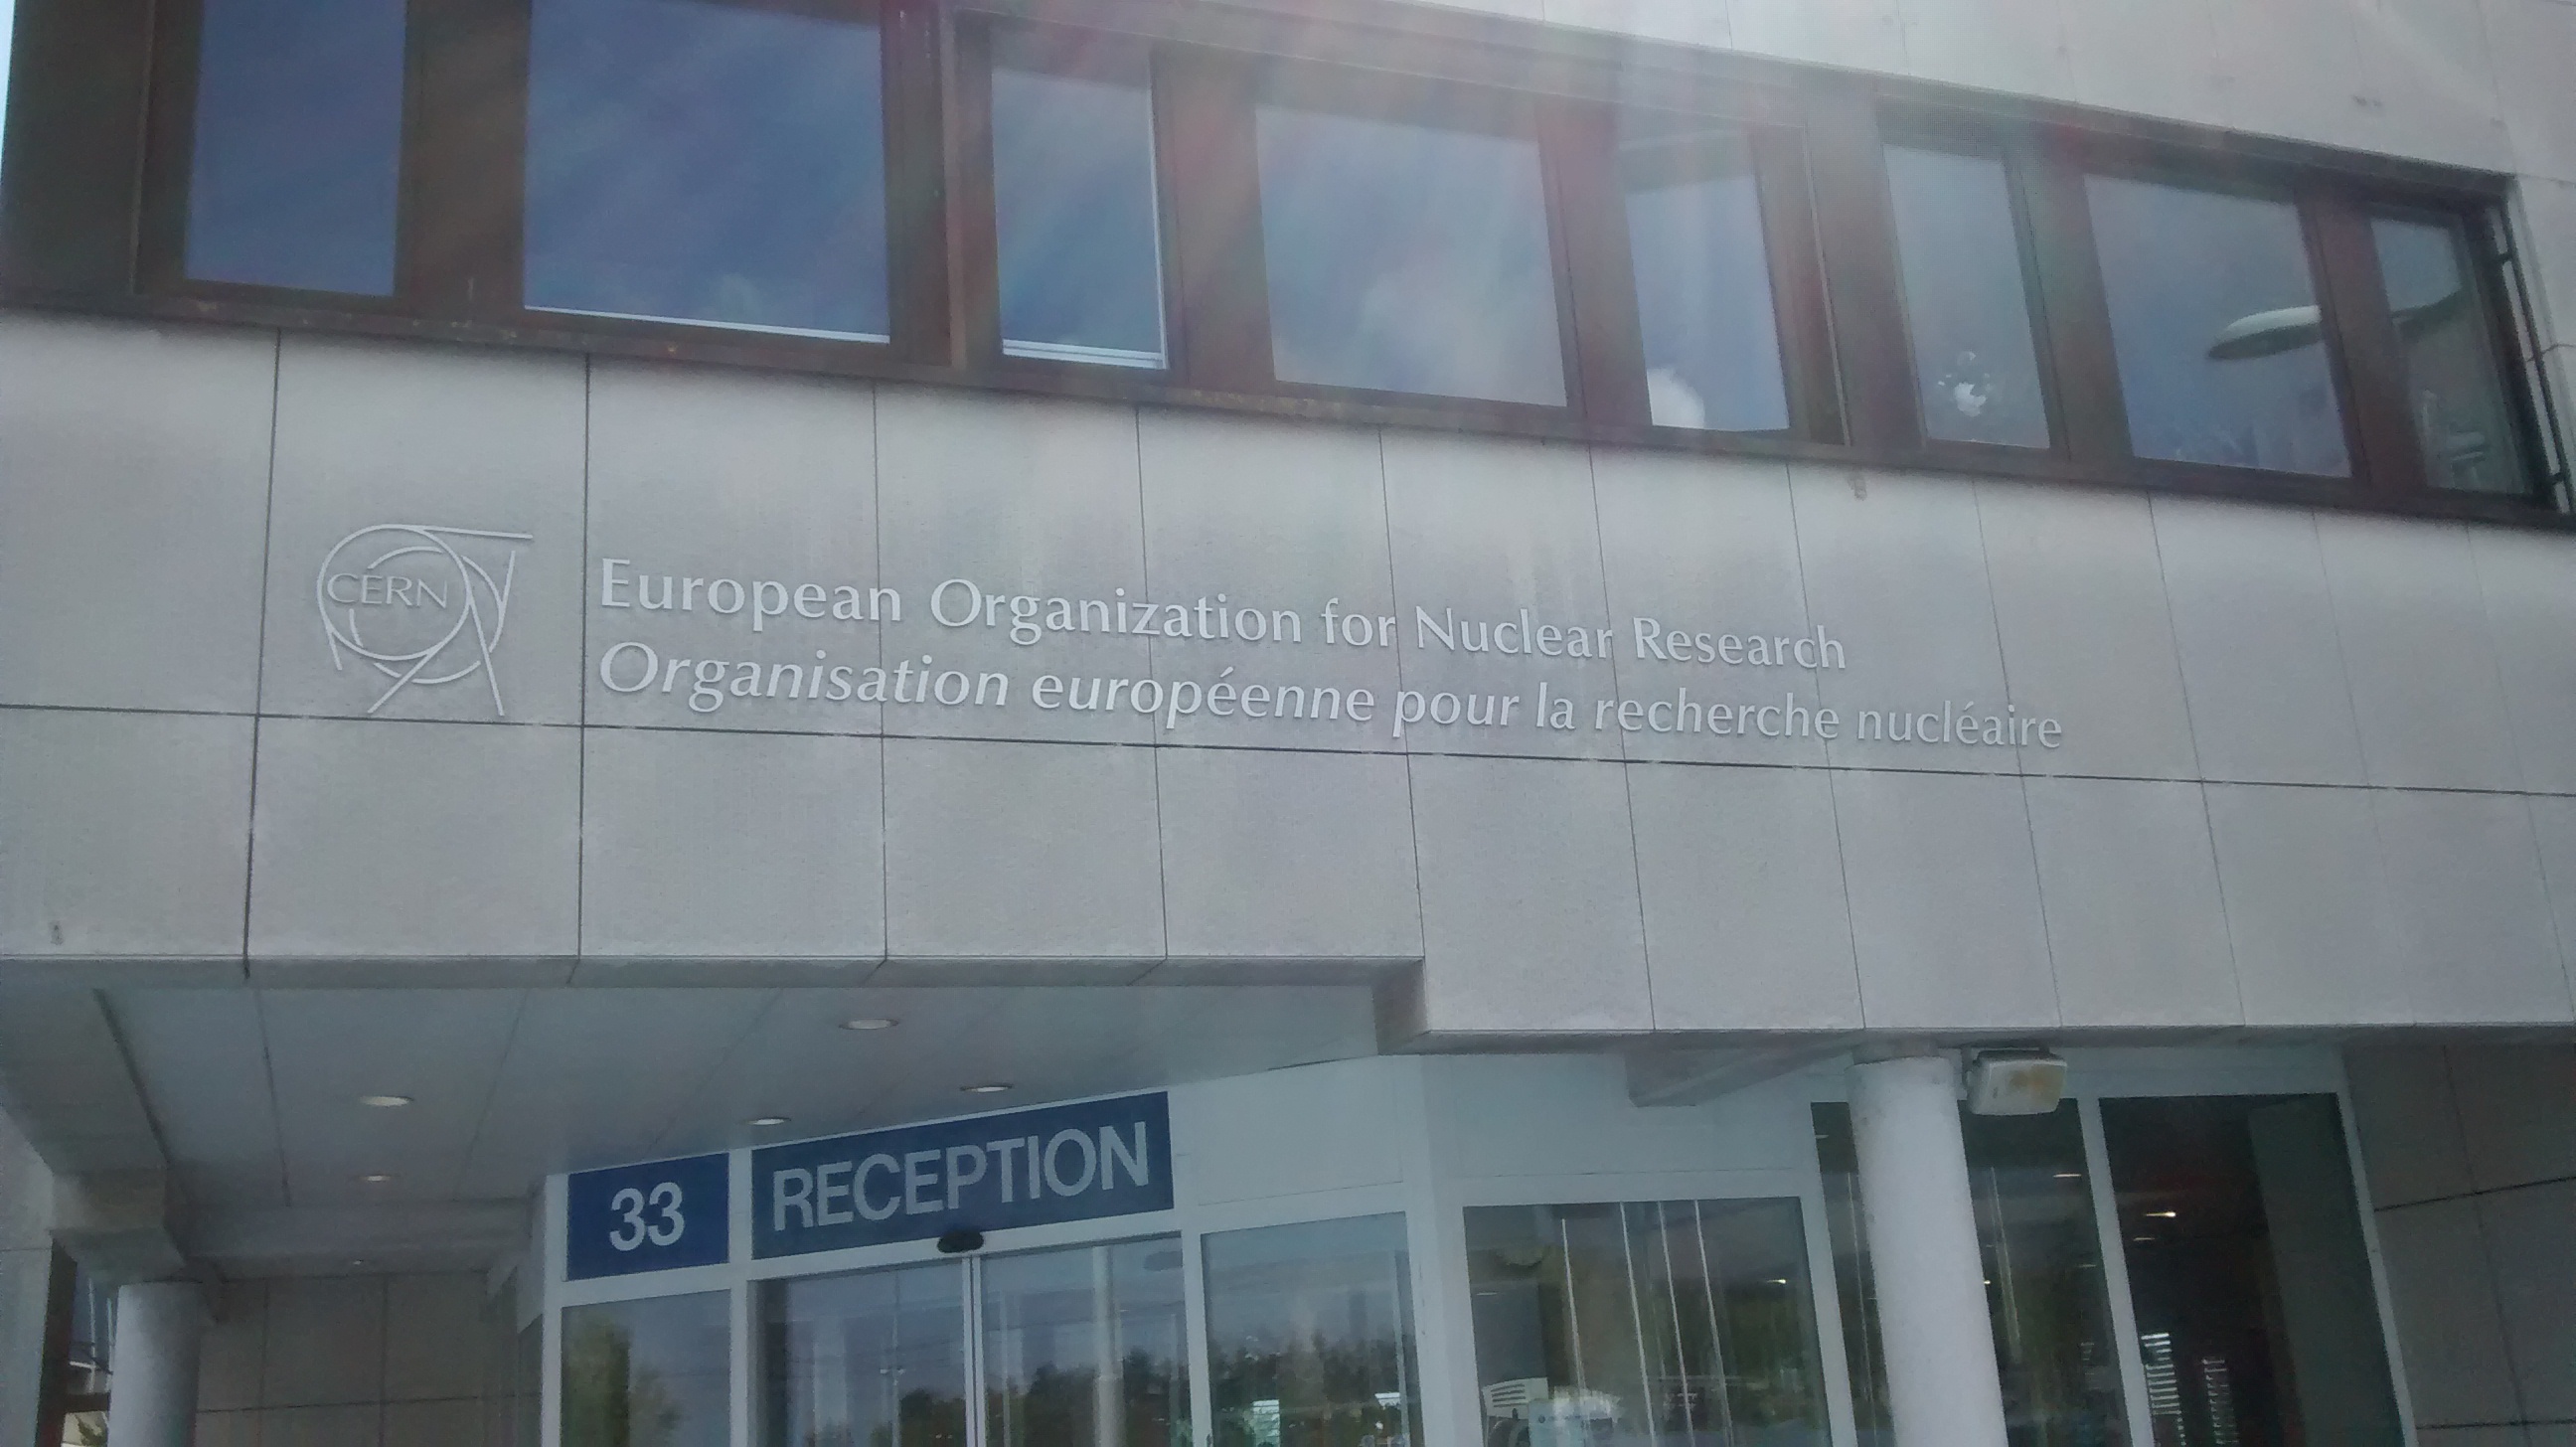 CERN
European Organization for Nuclear Research
Organisation européenne pour la recherche nucléaire
33 RECEPTION